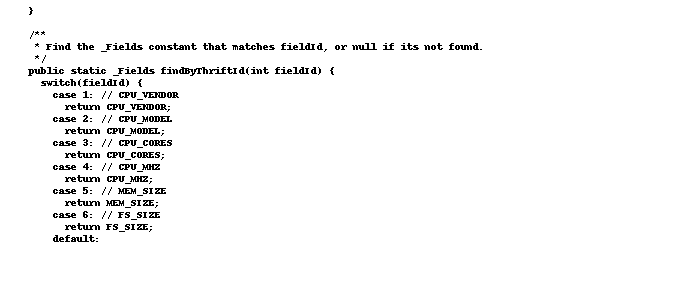 }
/**
* Find the _Fields constant that matches fieldId, or null if its not found.
*/
public static _Fields findByThriftId(int fieldId) {
switch(fieldId) {
case 1: // CPU_VENDOR
return CPU_VENDOR;
case 2: // CPU_MODEL
return CPU_MODEL;
case 3: // CPU_CORES
return CPU_CORES;
case 4: // CPU_MHZ
return CPU_MHZ;
case 5: // MEM_SIZE
return MEM_SIZE;
case 6: // FS_SIZE
return FS_SIZE;
default: